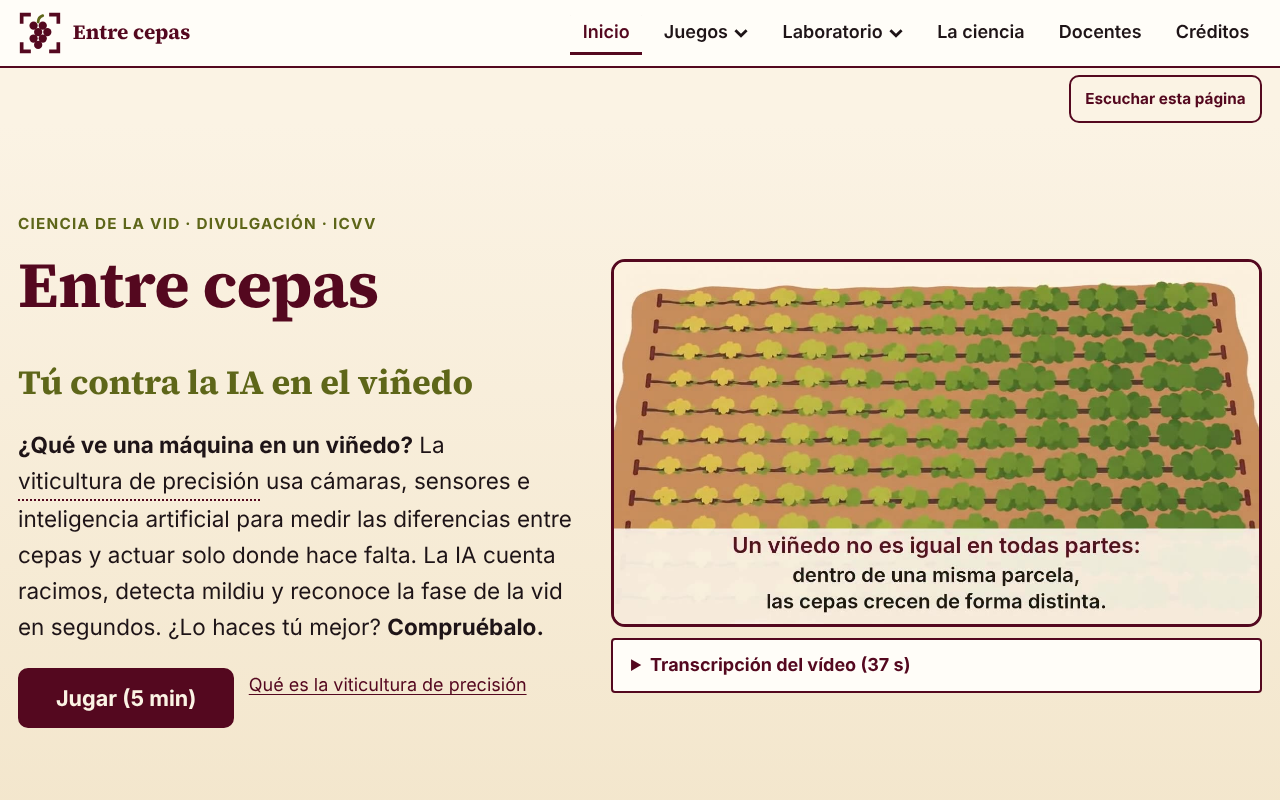 Entre cepas
Inicio
Juegos
Laboratorio
La ciencia
Docentes
Créditos
Escuchar esta página
CIENCIA DE LA VID · DIVULGACIÓN · ICVV
Entre cepas
Tú contra la IA en el viñedo
¿Qué ve una máquina en un viñedo? La
viticultura de precisión usa cámaras, sensores e
inteligencia artificial para medir las diferencias entre
cepas y actuar solo donde hace falta. La IA cuenta
racimos, detecta mildiu y reconoce la fase de la vid
en segundos. ¿Lo haces tú mejor? Compruébalo.
Jugar (5 min)
Qué es la viticultura de precisión
Un viñedo no es igual en todas partes:
dentro de una misma parcela,
las cepas crecen de forma distinta.
Transcripción del vídeo (37 s)